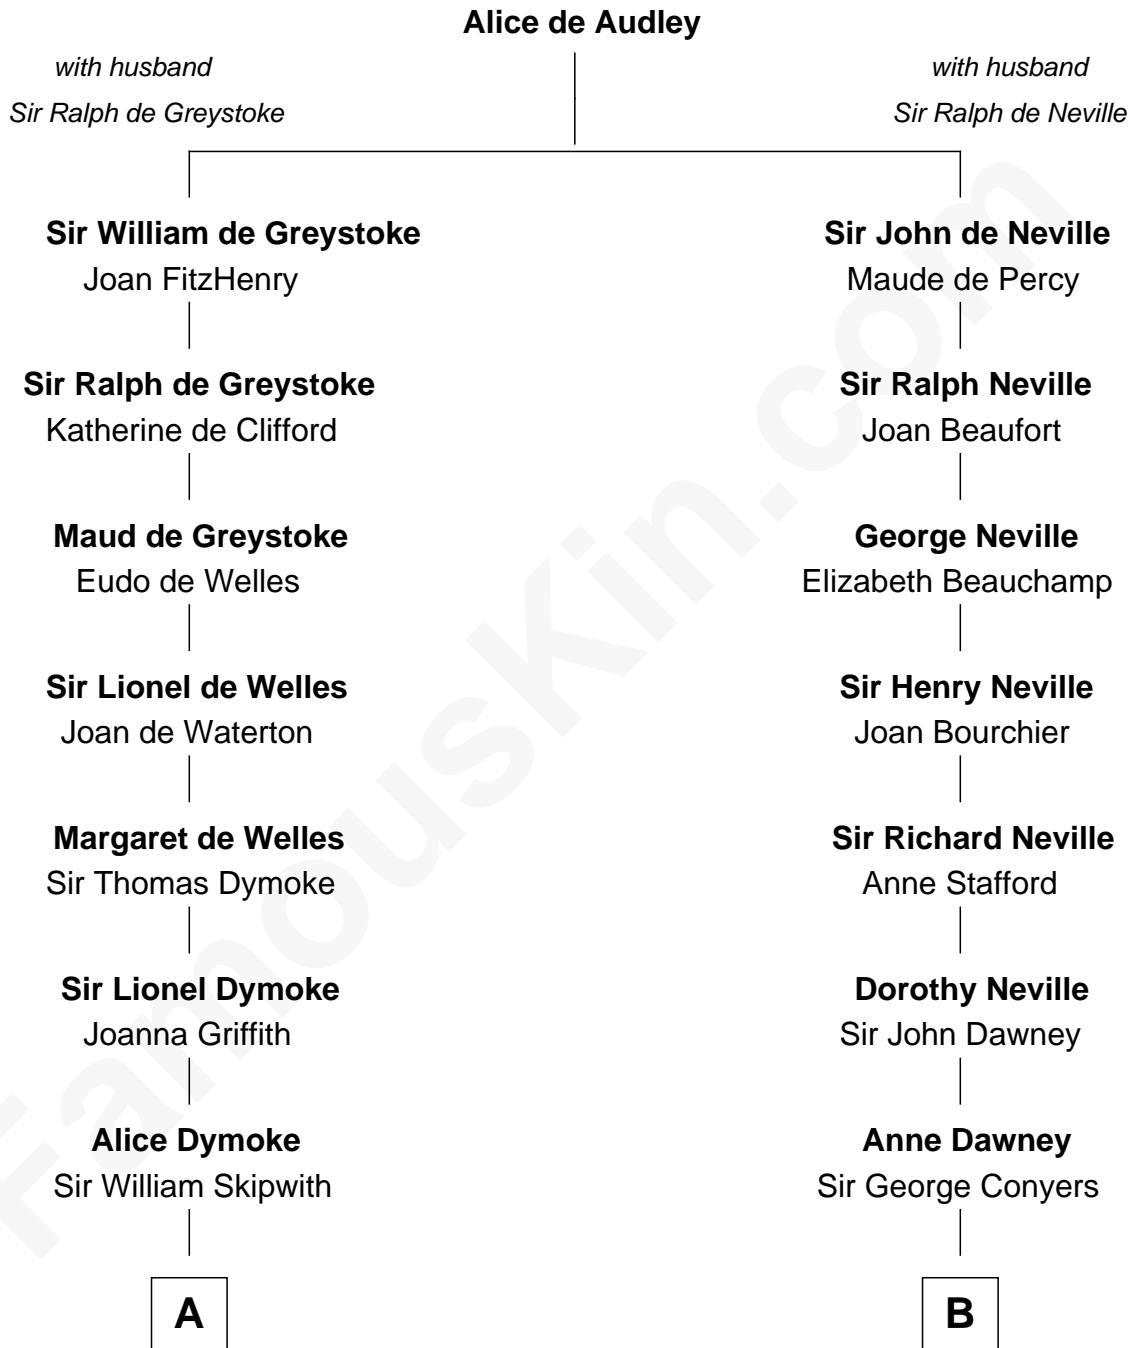 Alice de Audley
with husband
Sir Ralph de Greystoke
with husband
Sir Ralph de Neville
Sir William de Greystoke
Joan FitzHenry
Sir John de Neville
Maude de Percy
Sir Ralph de Greystoke
Katherine de Clifford
Sir Ralph Neville
Joan Beaufort
Maud de Greystoke
Eudo de Welles
George Neville
Elizabeth Beauchamp
Sir Lionel de Welles
Joan de Waterton
Sir Henry Neville
Joan Bourchier
Margaret de Welles
Sir Thomas Dymoke
Sir Richard Neville
Anne Stafford
Sir Lionel Dymoke
Joanna Griffith
Dorothy Neville
Sir John Dawney
Alice Dymoke
Sir William Skipwith
Anne Dawney
Sir George Conyers
A
B
FamousKin.com